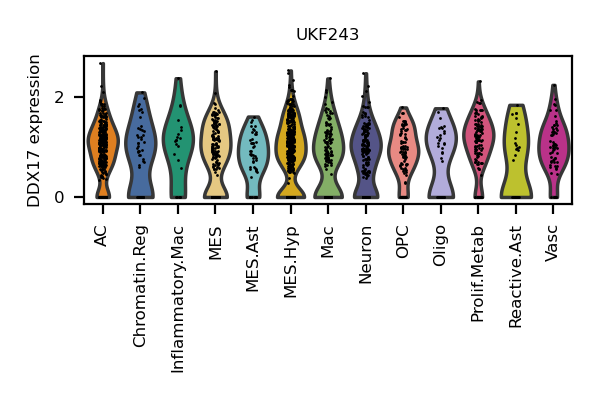 UKF243
DDX17 expression
2
0
AC
Chromatin.Reg
Inflammatory.Mac
MES
MES.Ast
MES.Hyp
Mac
Neuron
OPC
Oligo
Prolif.Metab
Reactive.Ast
Vasc